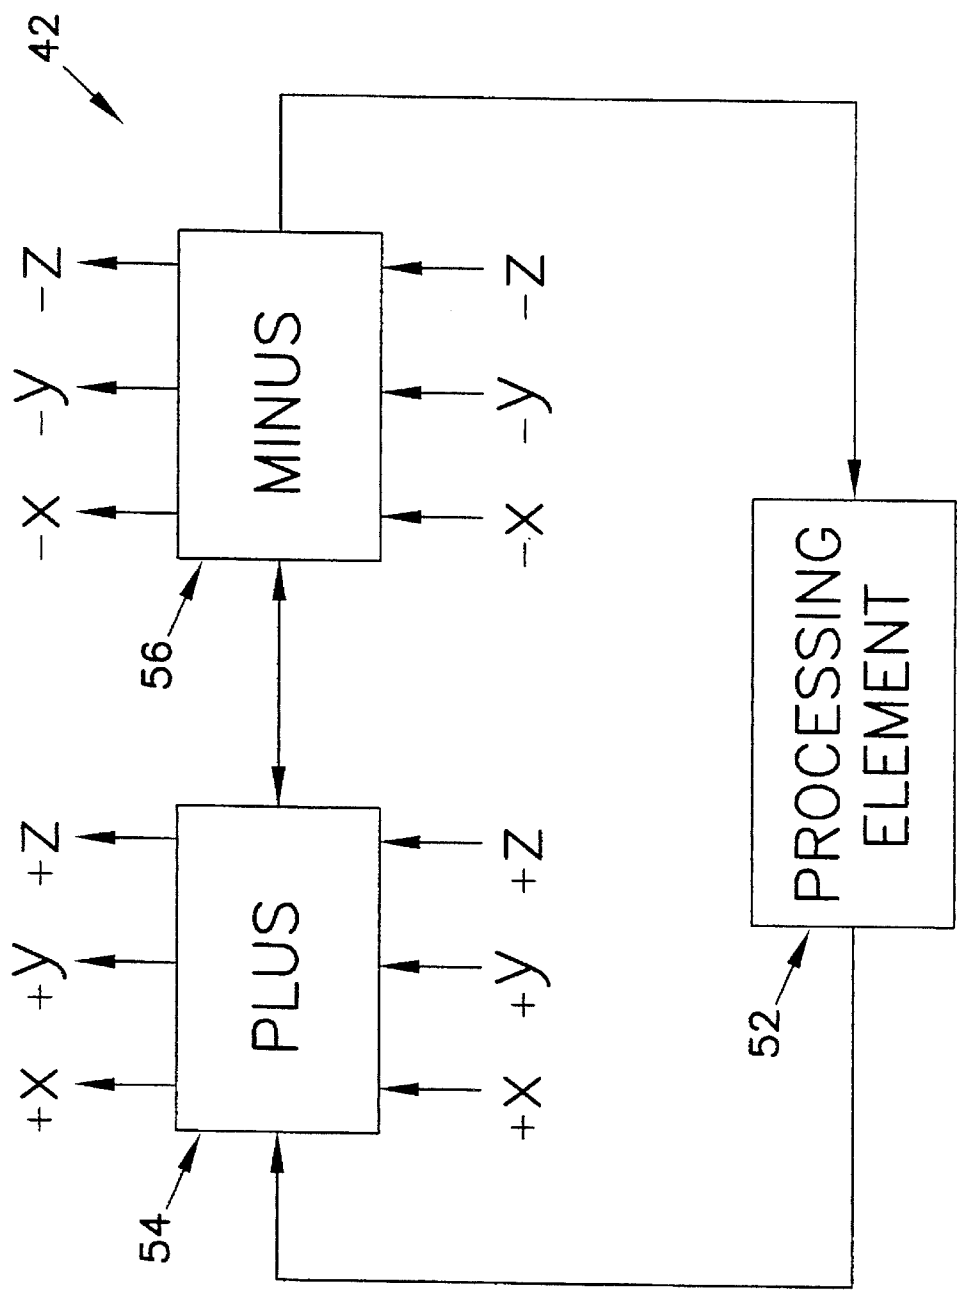 +X +y +Z -X -y -Z 42
54 56
PLUS MINUS
+X +y +Z -X -y -Z
52
PROCESSING
ELEMENT